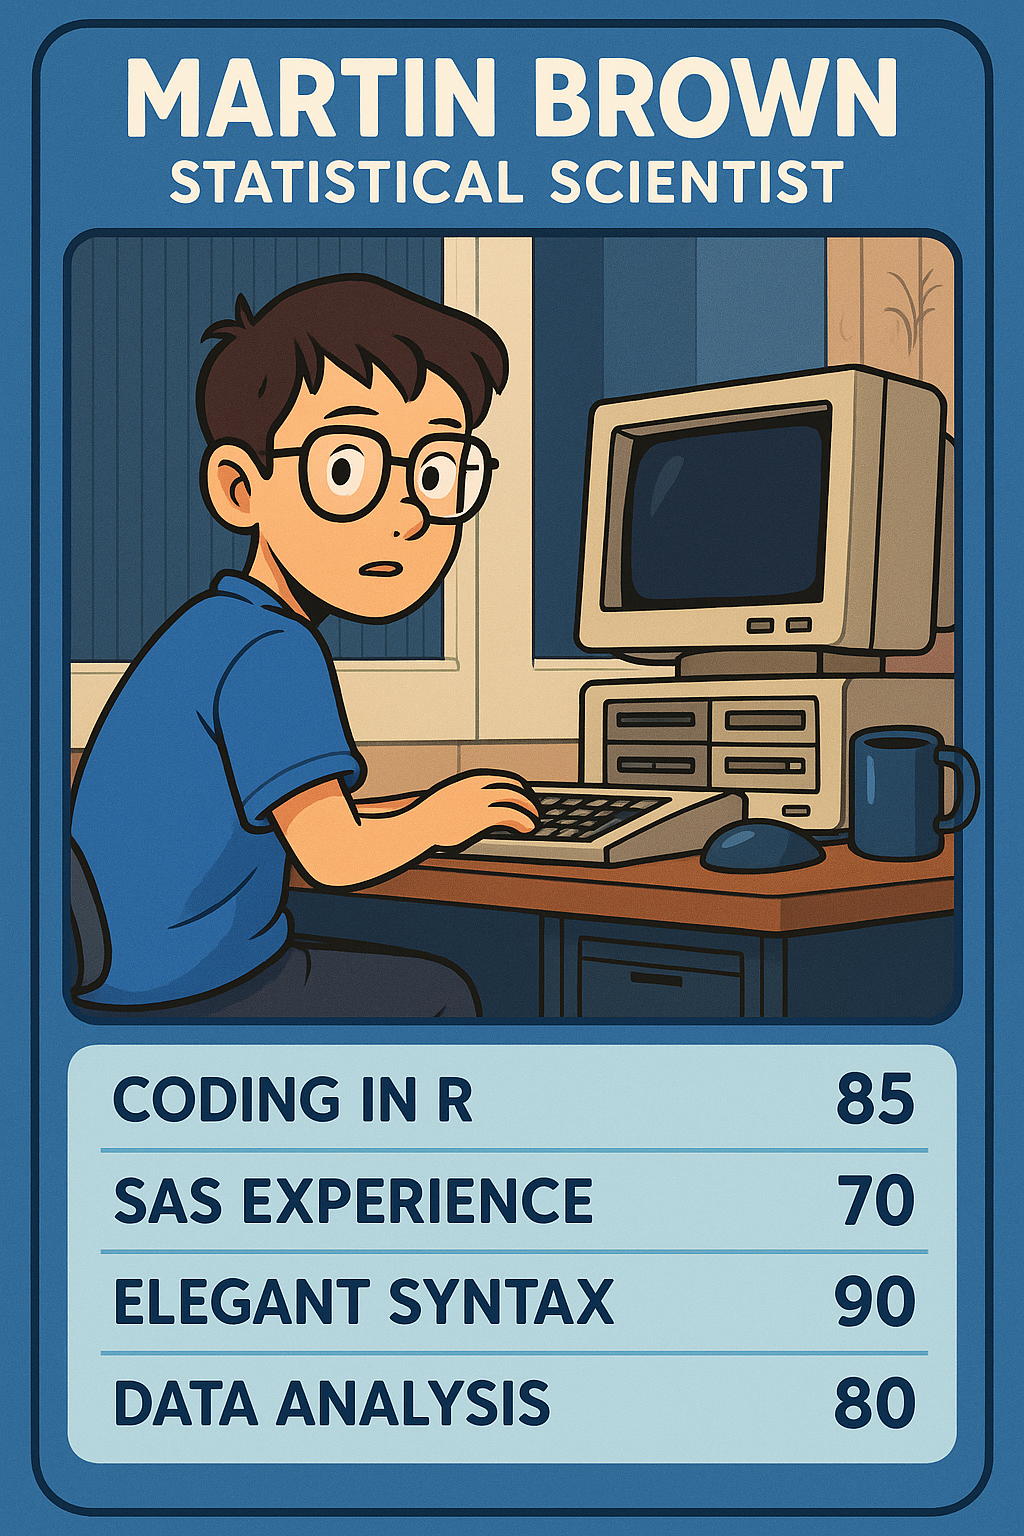 MARTIN BROWN
STATISTICAL SCIENTIST
CODING IN R 85
SAS EXPERIENCE 70
ELEGANT SYNTAX 90
DATA ANALYSIS 80